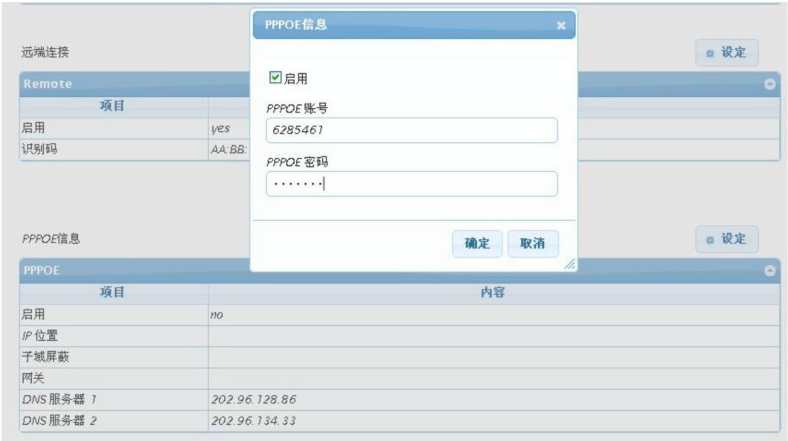 PPPOE信息
远端连接
设定
Remote
项目
启用
yes
识别码
AA:BB:
启用
PPPOE 账号
6285461
PPPOE 密码
·······
确定
取消
PPPOE信息
设定
PPPOE
项目
内容
启用
no
IP 位置
子域屏蔽
网关
DNS 服务器 1
202.96.128.86
DNS 服务器 2
202.96.134.33